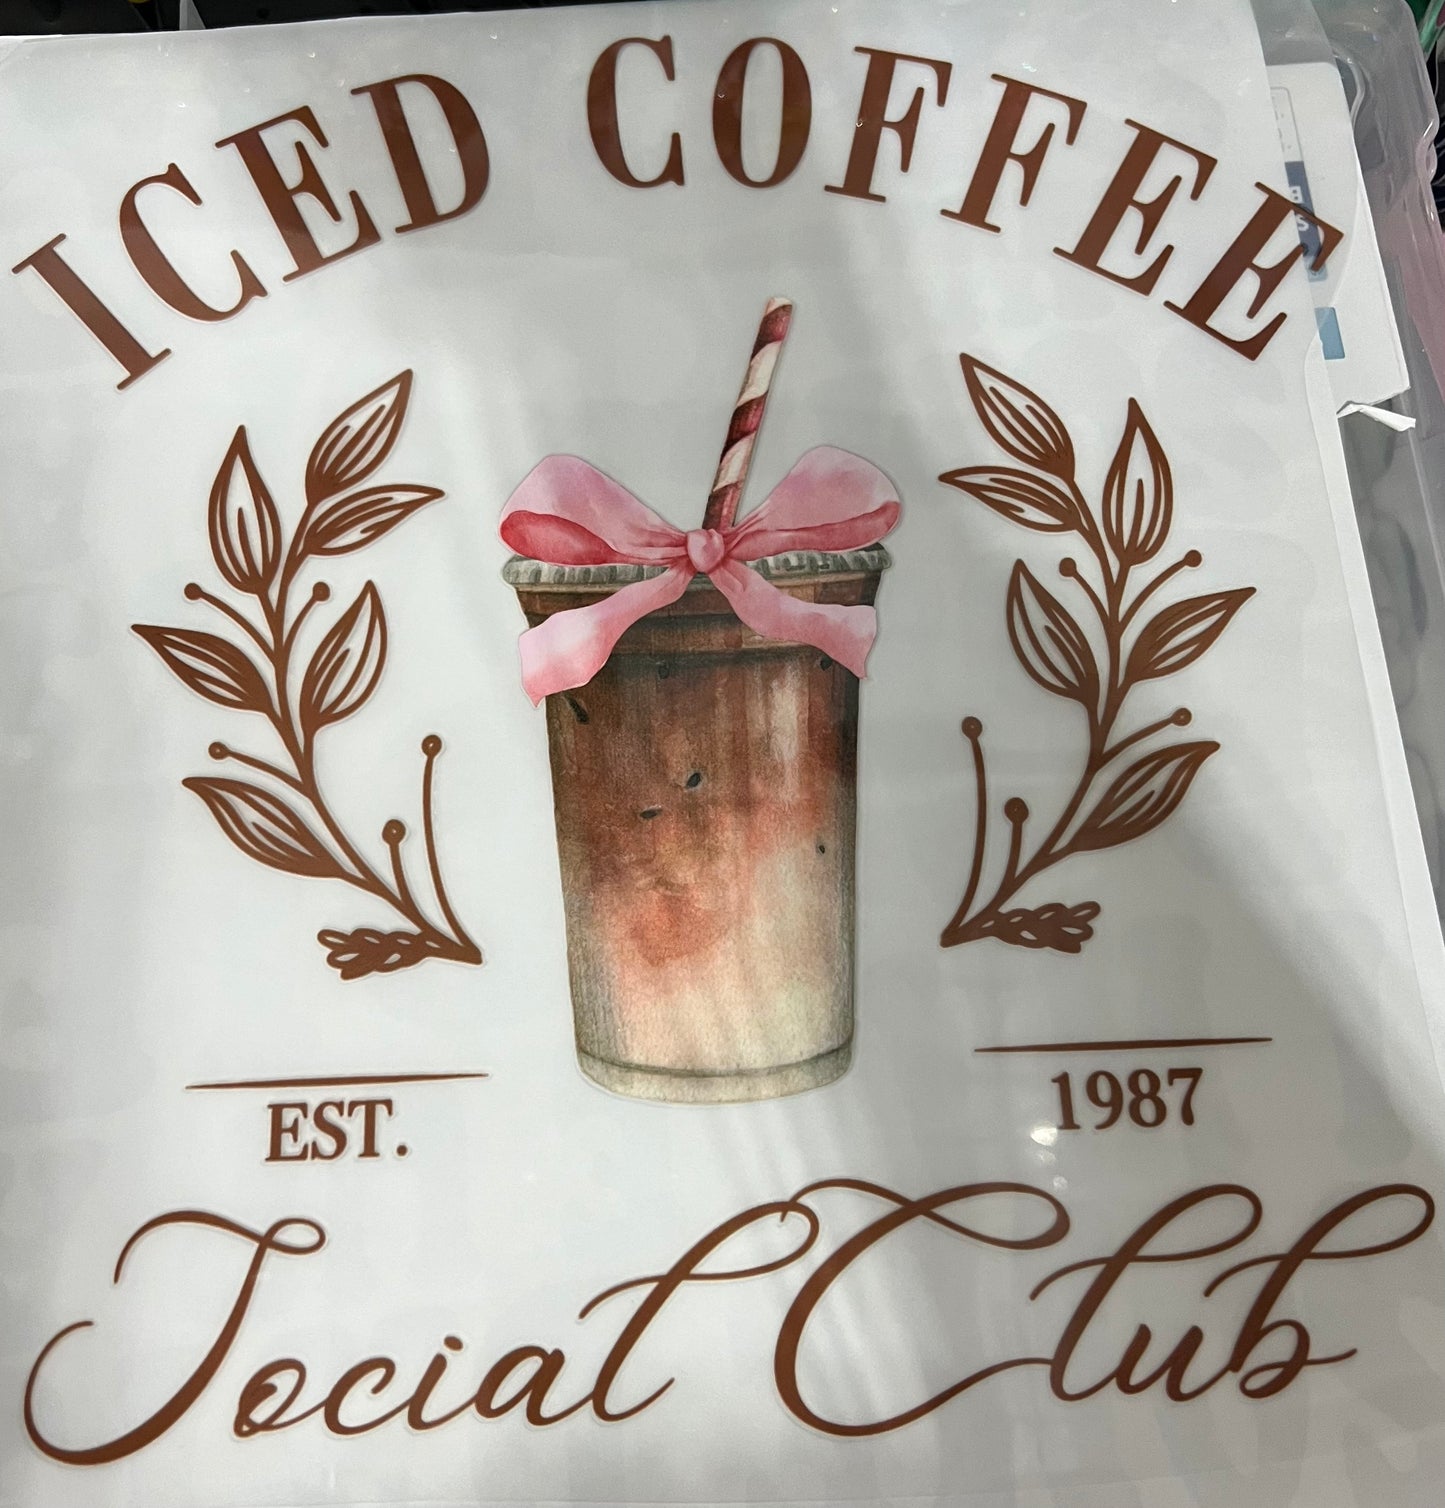 ICED COFFEE
EST. 1987
Social Club